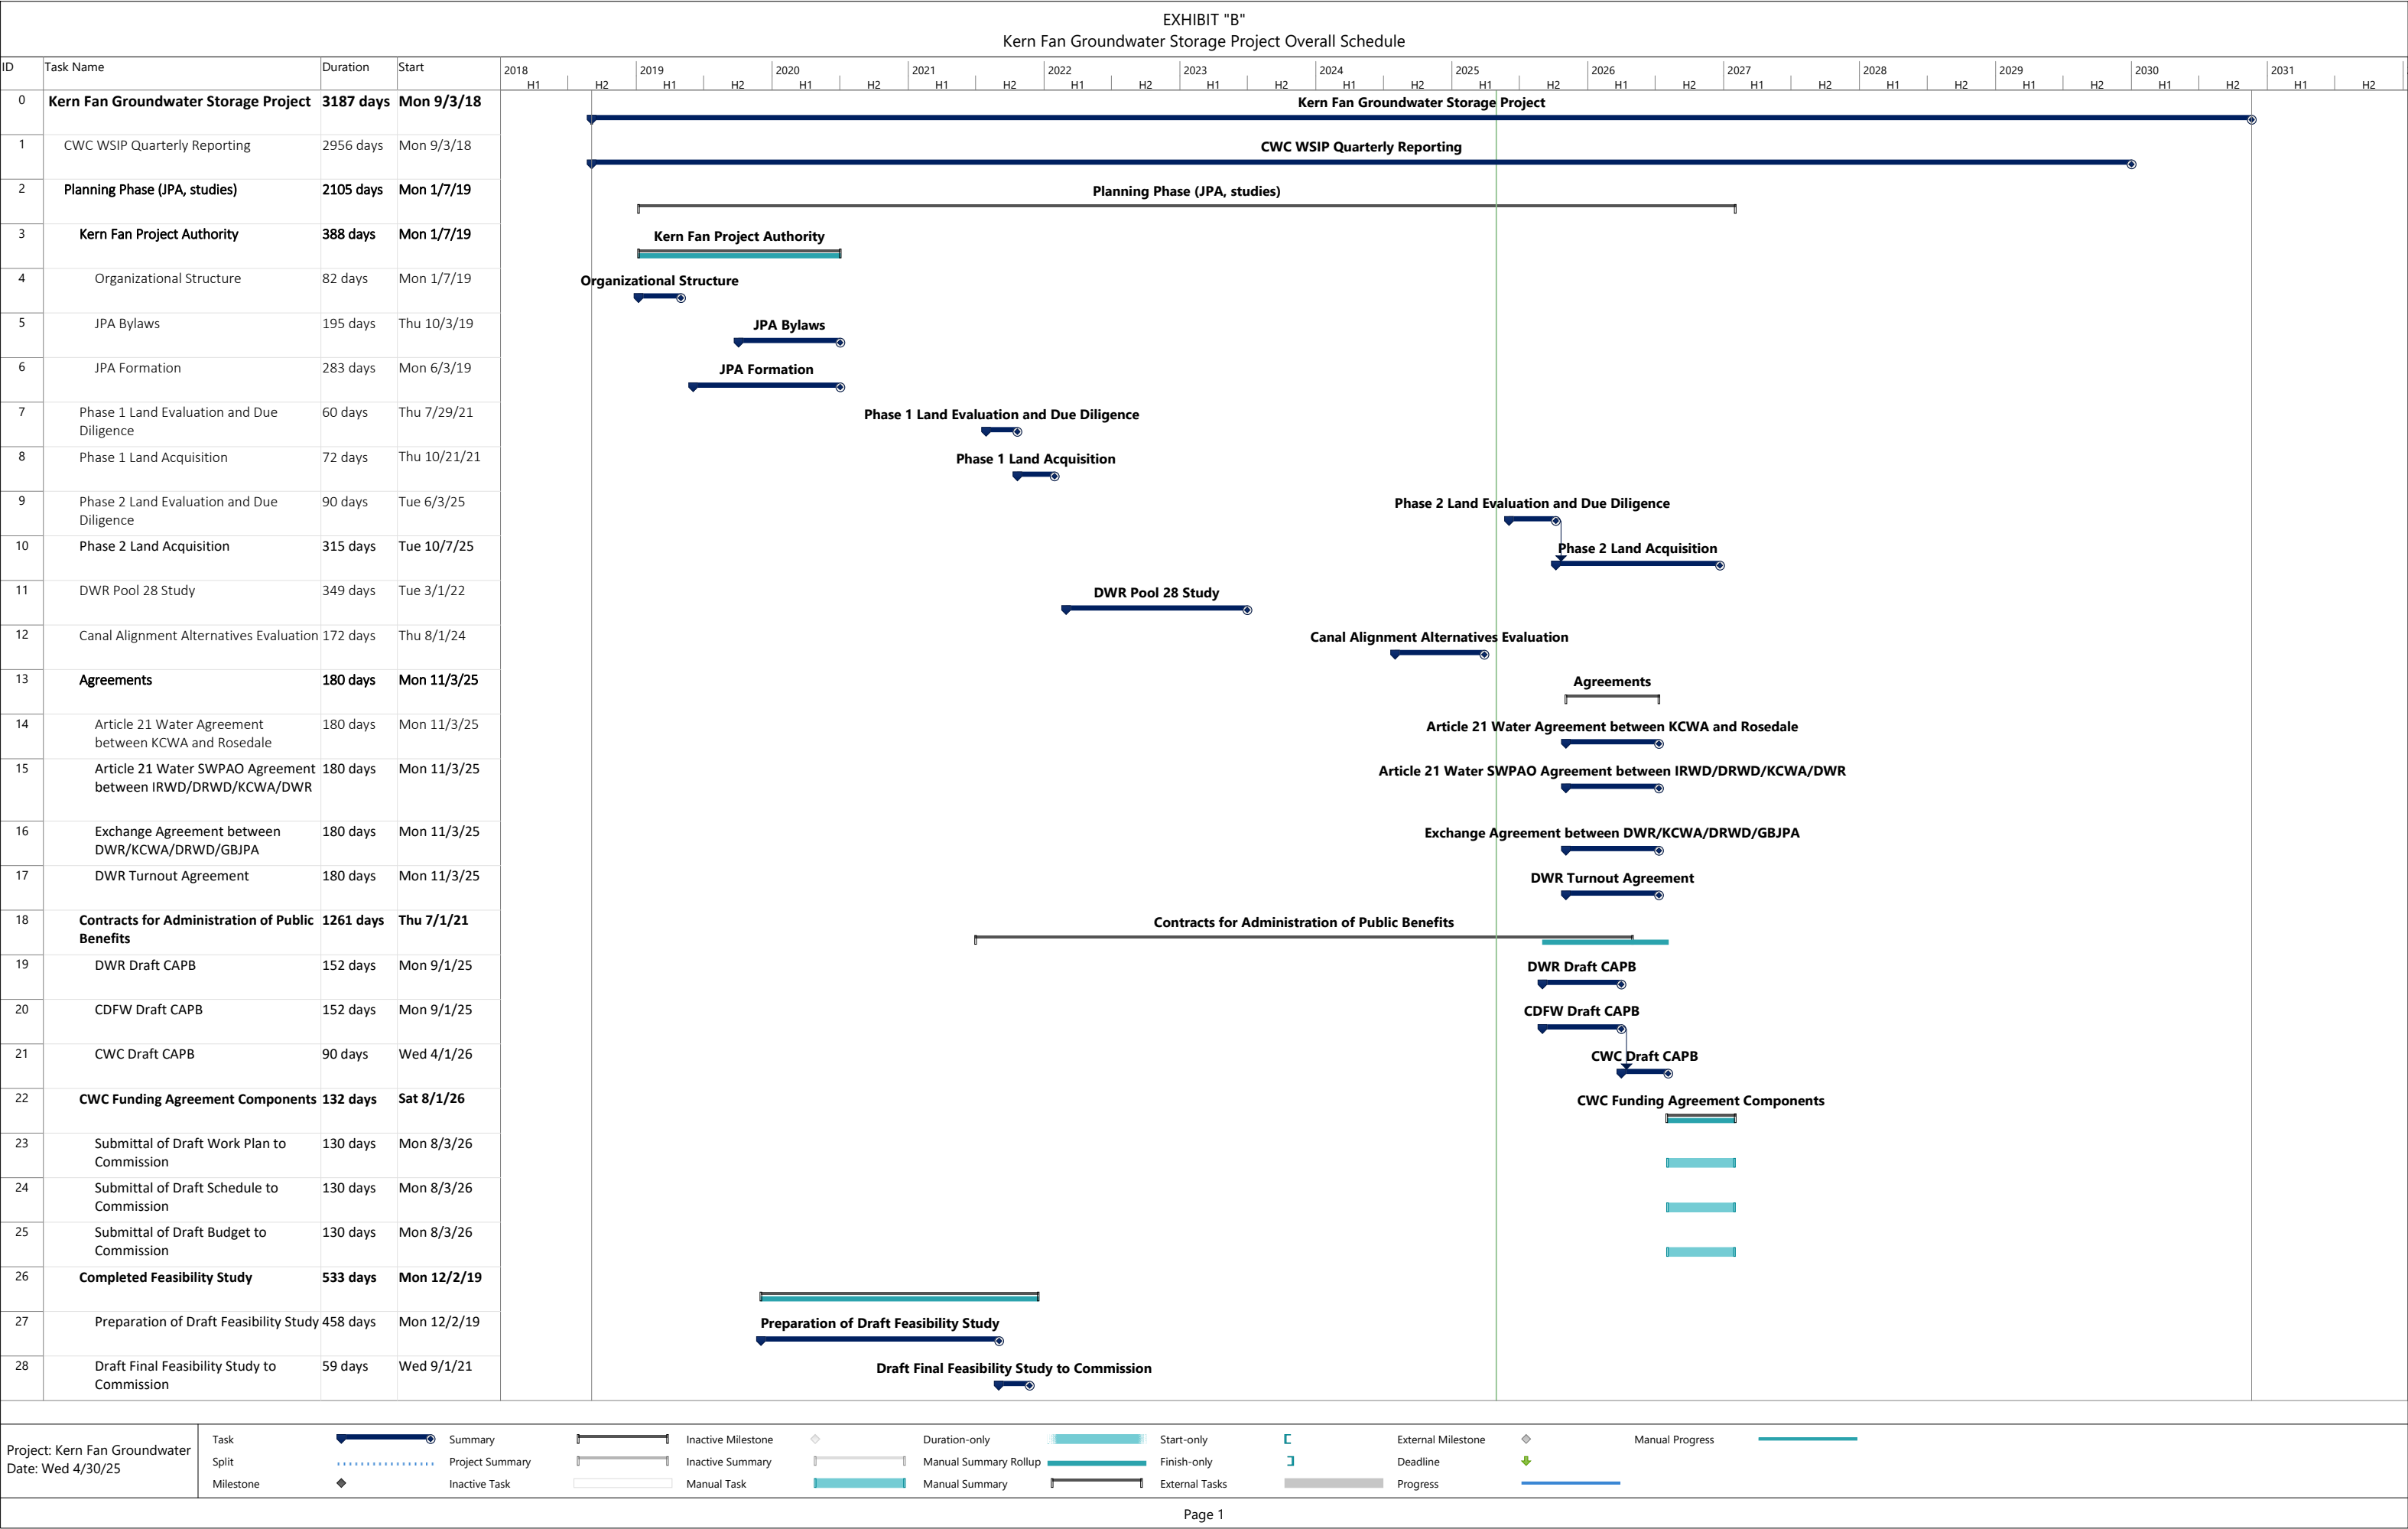 EXHIBIT "B"
Kern Fan Groundwater Storage Project Overall Schedule
ID Task Name Duration Start 2018 2019 2020 2021 2022 2023 2024 2025 2026 2027 2028 2029 2030 2031
H1 H2 H1 H2 H1 H2 H1 H2 H1 H2 H1 H2 H1 H2 H1 H2 H1 H2 H1 H2 H1 H2 H1 H2 H1 H2 H1 H2
0 Kern Fan Groundwater Storage Project 3187 days Mon 9/3/18 Kern Fan Groundwater Storage Project
1 CWC WSIP Quarterly Reporting 2956 days Mon 9/3/18 CWC WSIP Quarterly Reporting
2 Planning Phase (JPA, studies) 2105 days Mon 1/7/19 Planning Phase (JPA, studies)
3 Kern Fan Project Authority 388 days Mon 1/7/19 Kern Fan Project Authority
4 Organizational Structure 82 days Mon 1/7/19 Organizational Structure
5 JPA Bylaws 195 days Thu 10/3/19 JPA Bylaws
6 JPA Formation 283 days Mon 6/3/19 JPA Formation
7 Phase 1 Land Evaluation and Due 60 days Thu 7/29/21 Phase 1 Land Evaluation and Due Diligence
Diligence
8 Phase 1 Land Acquisition 72 days Thu 10/21/21 Phase 1 Land Acquisition
9 Phase 2 Land Evaluation and Due 90 days Tue 6/3/25 Phase 2 Land Evaluation and Due Diligence
Diligence
10 Phase 2 Land Acquisition 315 days Tue 10/7/25 Phase 2 Land Acquisition
11 DWR Pool 28 Study 349 days Tue 3/1/22 DWR Pool 28 Study
12 Canal Alignment Alternatives Evaluation 172 days Thu 8/1/24 Canal Alignment Alternatives Evaluation
13 Agreements 180 days Mon 11/3/25 Agreements
14 Article 21 Water Agreement 180 days Mon 11/3/25 Article 21 Water Agreement between KCWA and Rosedale
between KCWA and Rosedale
15 Article 21 Water SWPAO Agreement 180 days Mon 11/3/25 Article 21 Water SWPAO Agreement between IRWD/DRWD/KCWA/DWR
between IRWD/DRWD/KCWA/DWR
16 Exchange Agreement between 180 days Mon 11/3/25 Exchange Agreement between DWR/KCWA/DRWD/GBJPA
DWR/KCWA/DRWD/GBJPA
17 DWR Turnout Agreement 180 days Mon 11/3/25 DWR Turnout Agreement
18 Contracts for Administration of Public 1261 days Thu 7/1/21 Contracts for Administration of Public Benefits
Benefits
19 DWR Draft CAPB 152 days Mon 9/1/25 DWR Draft CAPB
20 CDFW Draft CAPB 152 days Mon 9/1/25 CDFW Draft CAPB
21 CWC Draft CAPB 90 days Wed 4/1/26 CWC Draft CAPB
22 CWC Funding Agreement Components 132 days Sat 8/1/26 CWC Funding Agreement Components
23 Submittal of Draft Work Plan to 130 days Mon 8/3/26
Commission
24 Submittal of Draft Schedule to 130 days Mon 8/3/26
Commission
25 Submittal of Draft Budget to 130 days Mon 8/3/26
Commission
26 Completed Feasibility Study 533 days Mon 12/2/19
27 Preparation of Draft Feasibility Study 458 days Mon 12/2/19 Preparation of Draft Feasibility Study
28 Draft Final Feasibility Study to 59 days Wed 9/1/21 Draft Final Feasibility Study to Commission
Commission
Project: Kern Fan Groundwater
Date: Wed 4/30/25
Task Summary Inactive Milestone Duration-only Start-only External Milestone Manual Progress
Split Project Summary Inactive Summary Manual Summary Rollup Finish-only Deadline
Milestone Inactive Task Manual Task Manual Summary External Tasks Progress
Page 1